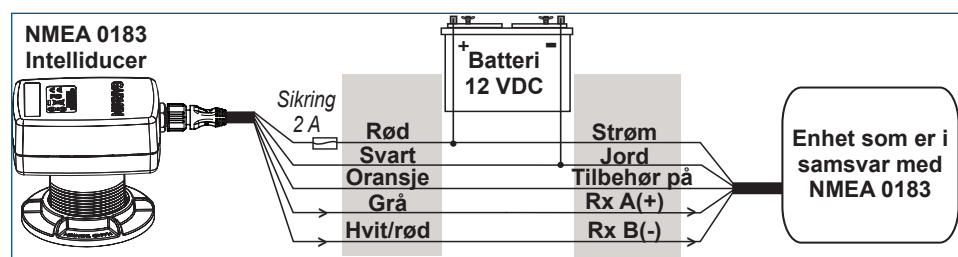 NMEA 0183
Intelliducer
GARMIN
Sikring
2 A
+ -
Batteri
12 VDC
Rød
Strøm
Svart
Jord
Oransje
Tilbehør på
Grå
Rx A(+)
Hvit/rød
Rx B(-)
Enhet som er i
samsvar med
NMEA 0183